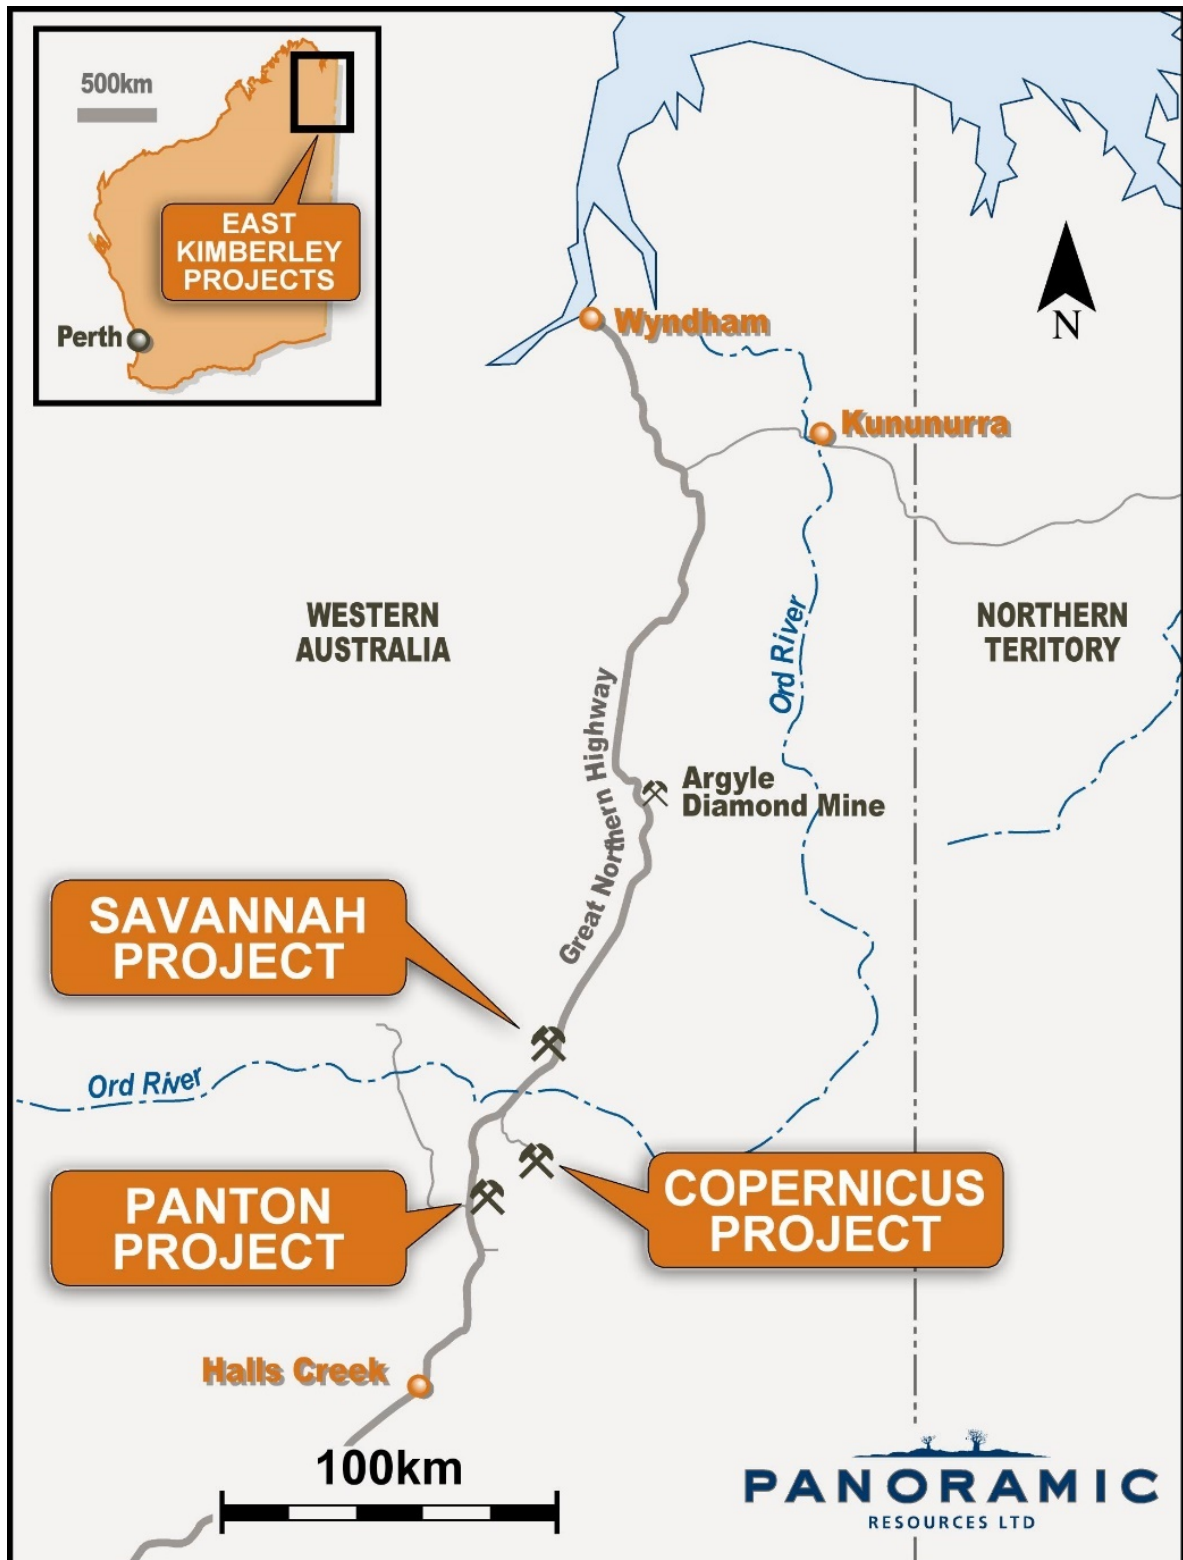 500km
EAST
KIMBERLEY
PROJECTS
Perth
Wyndham
N
Kununurra
WESTERN
AUSTRALIA
NORTHERN
TERITORY
Ord River
Great Northern Highway
Argyle
Diamond Mine
SAVANNAH
PROJECT
Ord River
PANTON
PROJECT
COPERNICUS
PROJECT
Halls Creek
100km
PANORAMIC
RESOURCES LTD